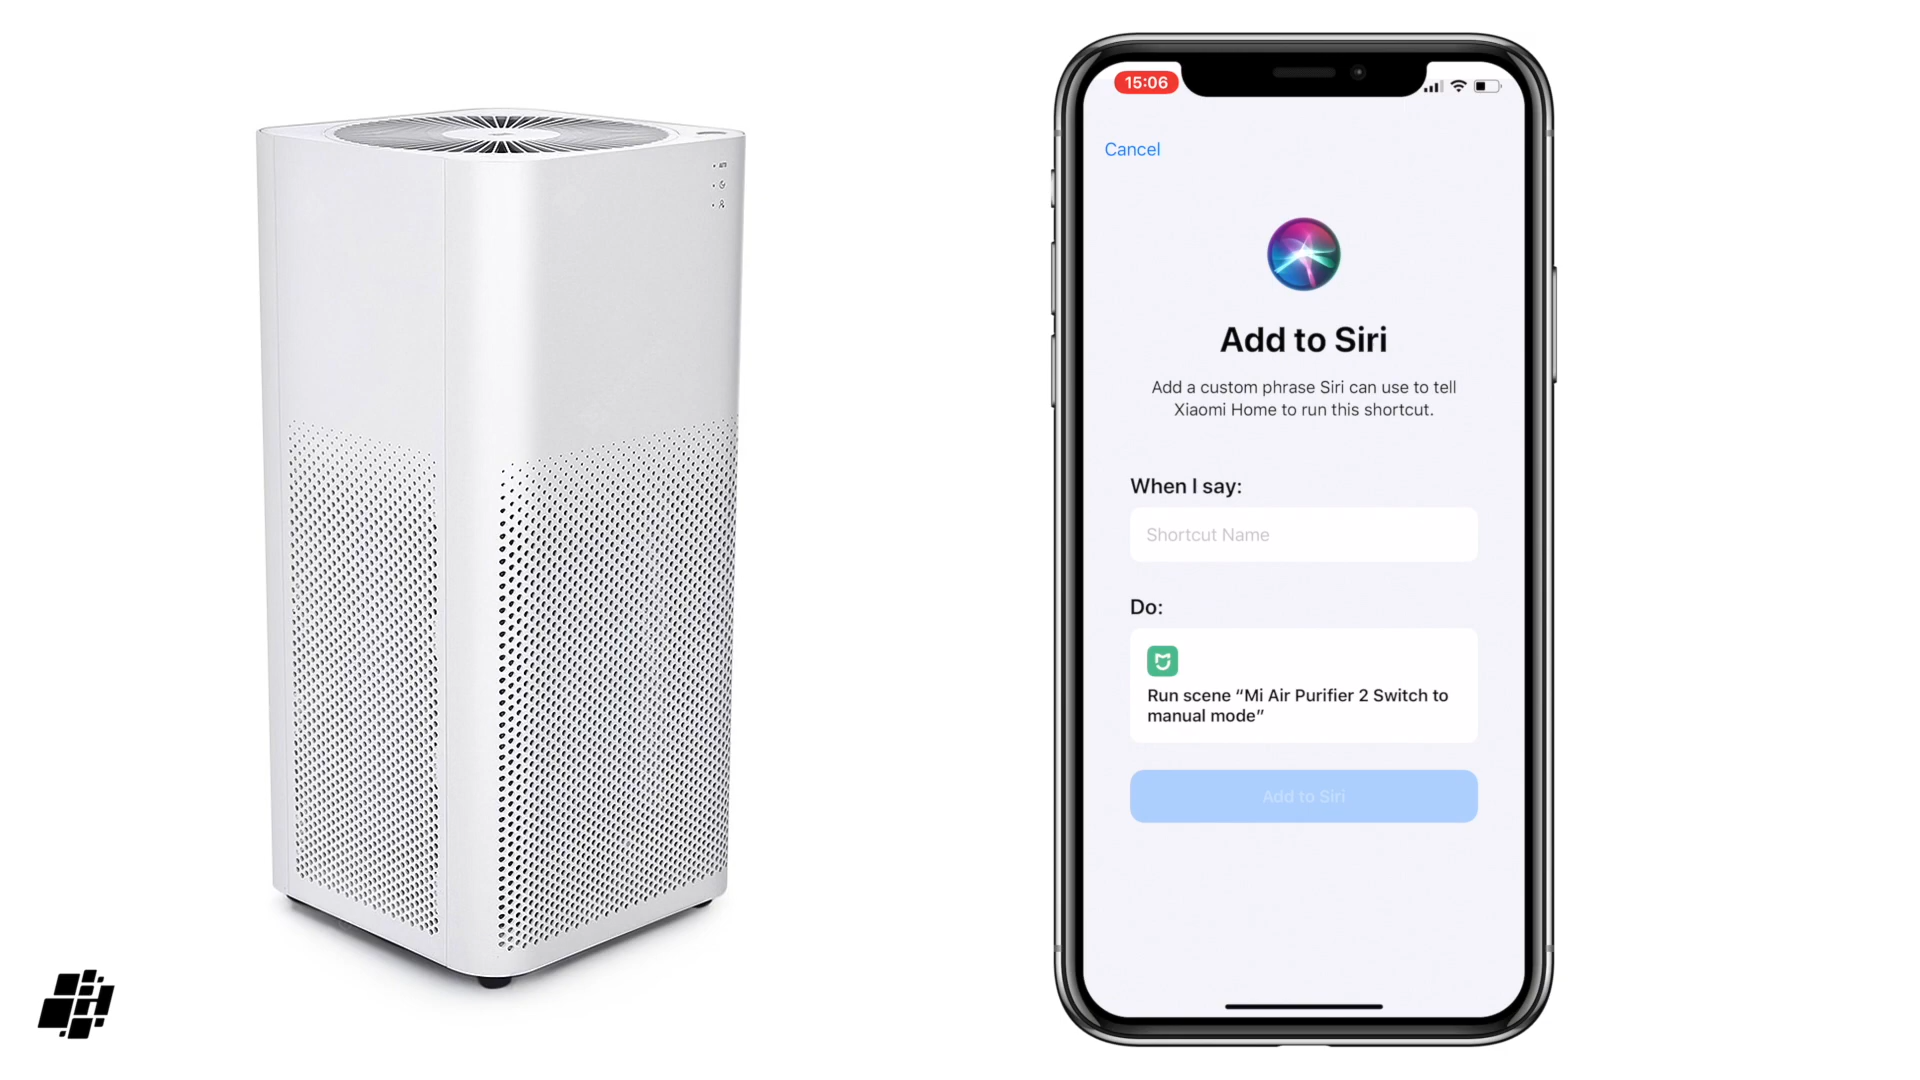 AUTO
15:06
Cancel
Add to Siri
Add a custom phrase Siri can use to tell
Xiaomi Home to run this shortcut.
When I say:
Shortcut Name
Do:
Run scene “Mi Air Purifier 2 Switch to
manual mode”
Add to Siri